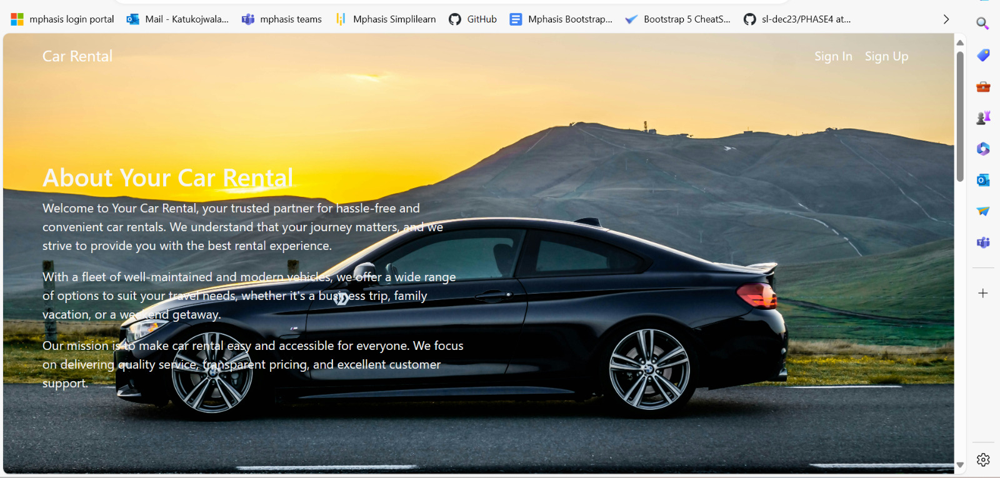 mphasis login portal
Mail - Katukojwala...
mphasis teams
Mphasis Simplilearn
GitHub
Mphasis Bootstrap...
Bootstrap 5 CheatS...
sl-dec23/PHASE4 at...
Car Rental
Sign In
Sign Up
About Your Car Rental
Welcome to Your Car Rental, your trusted partner for hassle-free and
convenient car rentals. We understand that your journey matters, and we
strive to provide you with the best rental experience.
With a fleet of well-maintained and modern vehicles, we offer a wide range
of options to suit your travel needs, whether it's a business trip, family
vacation, or a weekend getaway.
Our mission is to make car rental easy and accessible for everyone. We focus
on delivering quality service, transparent pricing, and excellent customer
support.